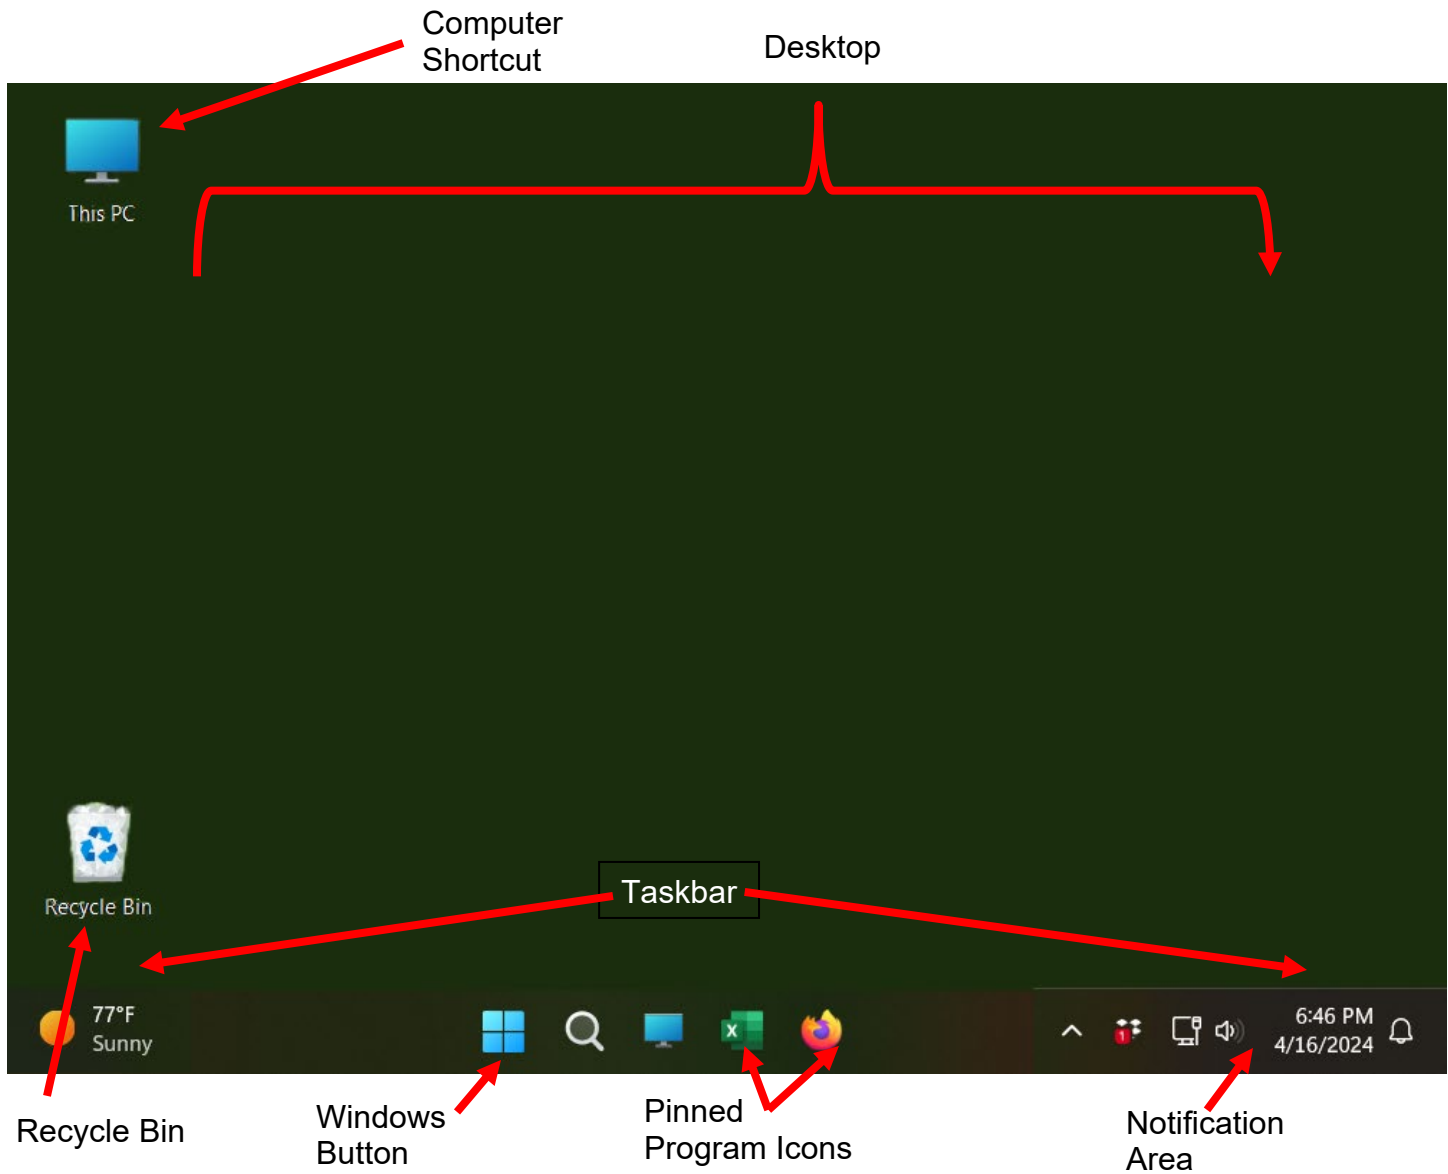 Computer
Shortcut
Desktop
This PC
Recycle Bin
Taskbar
77°F
Sunny
x
1
6:46 PM
4/16/2024
Recycle Bin
Windows
Button
Pinned
Program Icons
Notification
Area